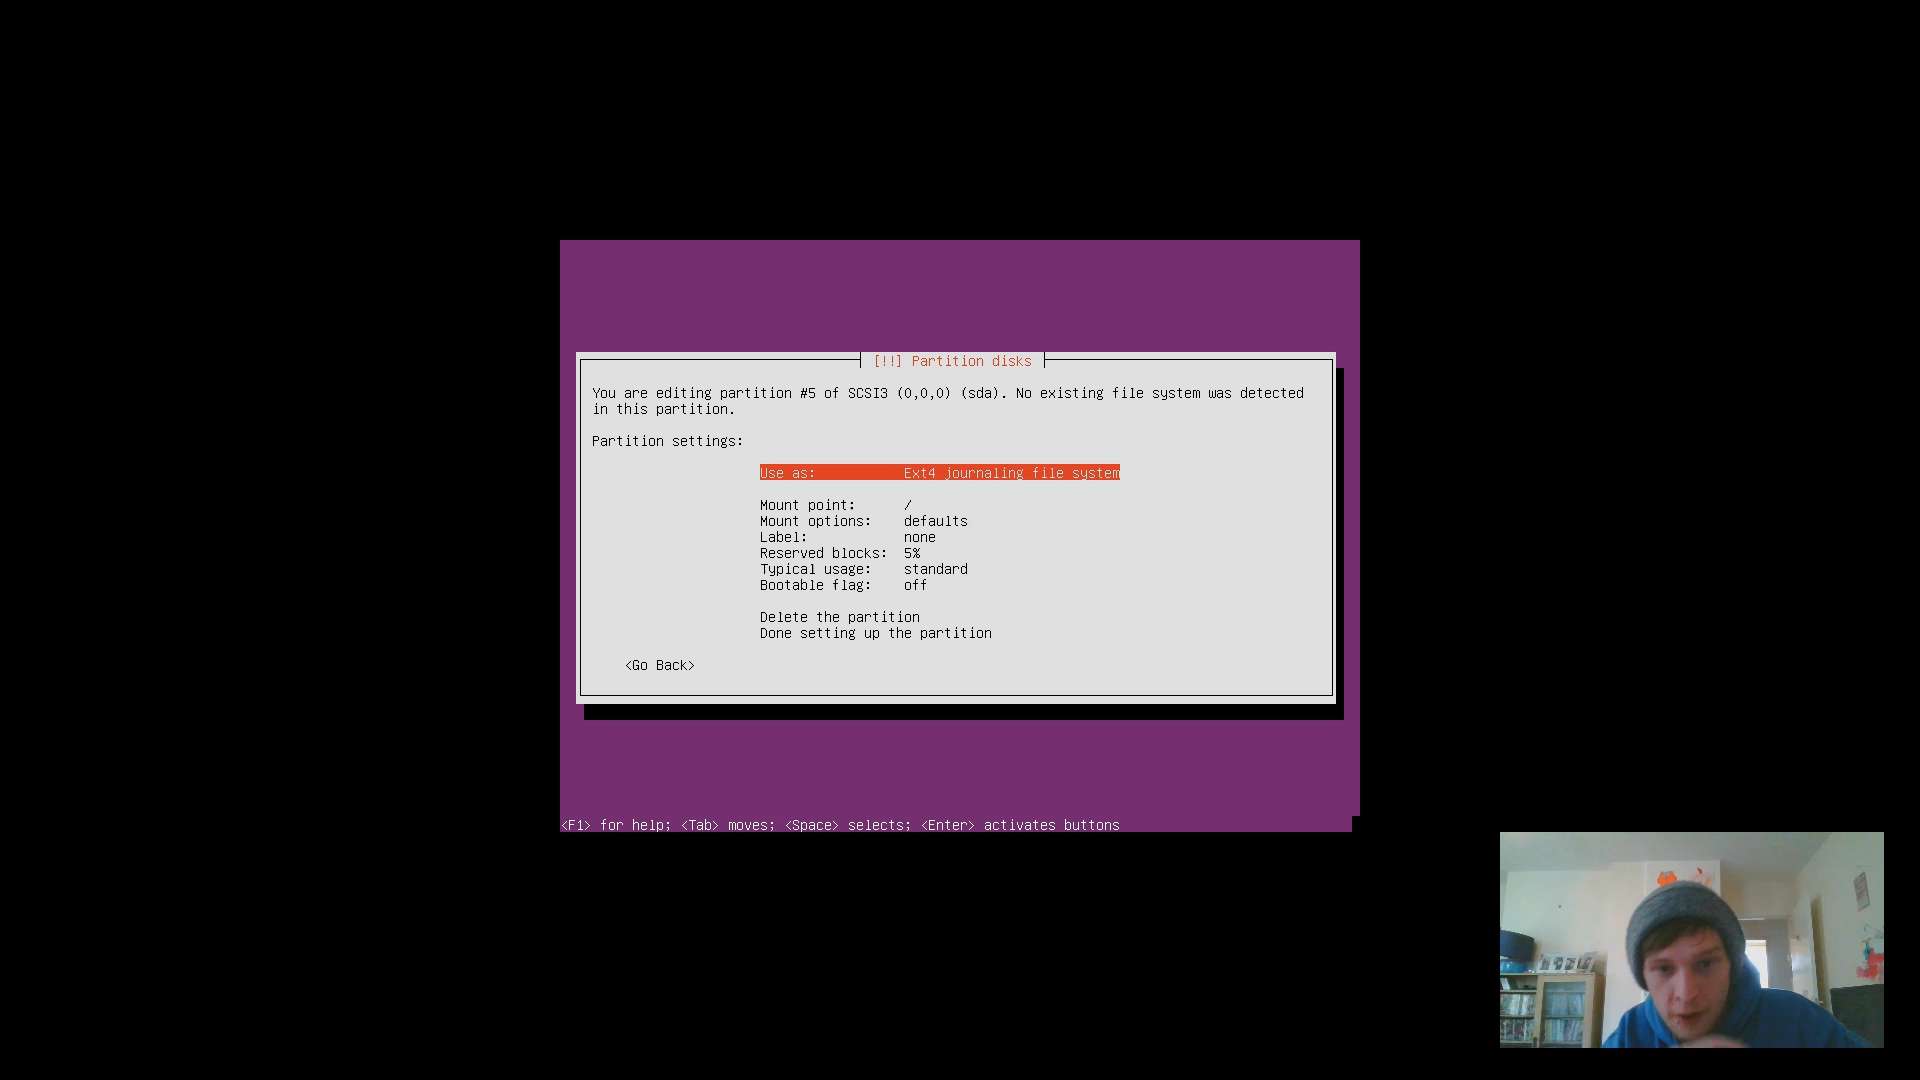 [!!] Partition disks
You are editing partition #5 of SCSI3 (0,0,0) (sda). No existing file system was detected
in this partition.
Partition settings:
Use as: Ext4 journaling file system
Mount point: /
Mount options: defaults
Label: none
Reserved blocks: 5%
Typical usage: standard
Bootable flag: off
Delete the partition
Done setting up the partition
<Go Back>
<F1> for help; <Tab> moves; <Space> selects; <Enter> activates buttons